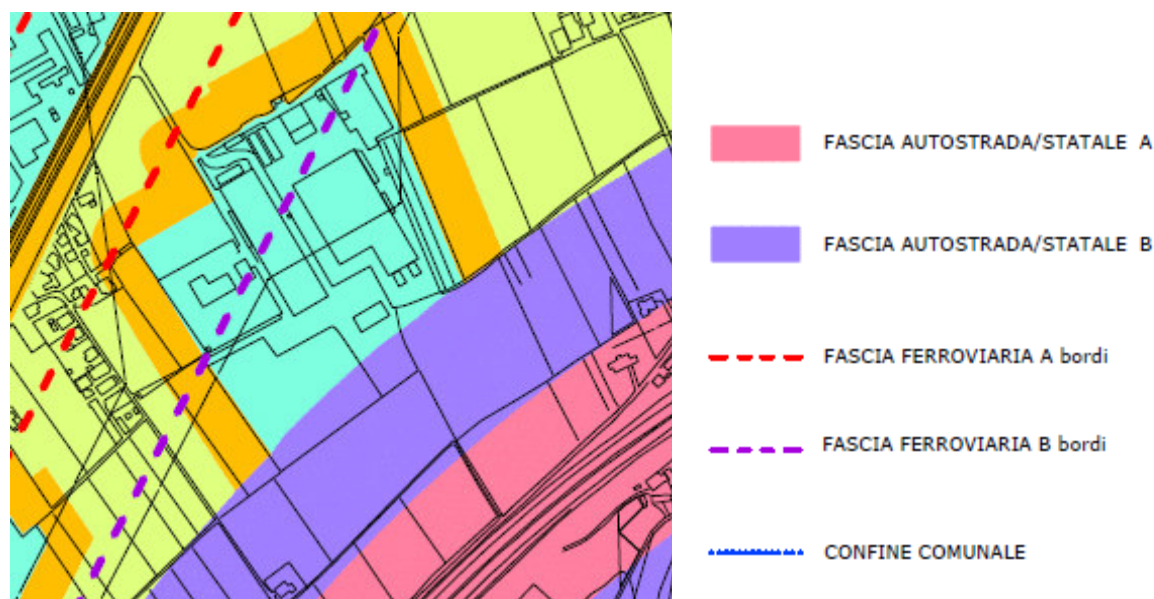 FASCIA AUTOSTRADA/STATALE A
FASCIA AUTOSTRADA/STATALE B
FASCIA FERROVIARIA A bordi
FASCIA FERROVIARIA B bordi
CONFINE COMUNALE